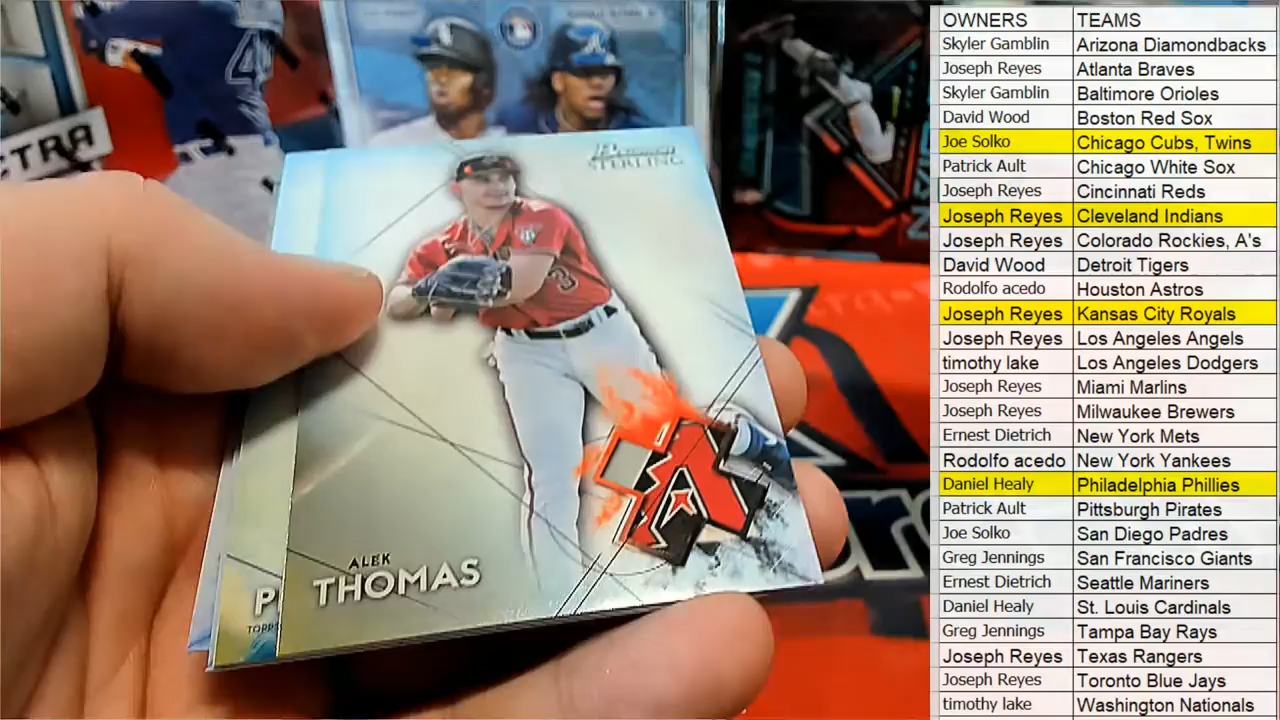 CTRA
4
Bowman
STERLING
3
ALEK
THOMAS
P
TOPPS
OWNERS TEAMS
Skyler Gamblin Arizona Diamondbacks
Joseph Reyes Atlanta Braves
Skyler Gamblin Baltimore Orioles
David Wood Boston Red Sox
Joe Solko Chicago Cubs, Twins
Patrick Ault Chicago White Sox
Joseph Reyes Cincinnati Reds
Joseph Reyes Cleveland Indians
Joseph Reyes Colorado Rockies, A's
David Wood Detroit Tigers
Rodolfo acedo Houston Astros
Joseph Reyes Kansas City Royals
Joseph Reyes Los Angeles Angels
timothy lake Los Angeles Dodgers
Joseph Reyes Miami Marlins
Joseph Reyes Milwaukee Brewers
Ernest Dietrich New York Mets
Rodolfo acedo New York Yankees
Daniel Healy Philadelphia Phillies
Patrick Ault Pittsburgh Pirates
Joe Solko San Diego Padres
Greg Jennings San Francisco Giants
Ernest Dietrich Seattle Mariners
Daniel Healy St. Louis Cardinals
Greg Jennings Tampa Bay Rays
Joseph Reyes Texas Rangers
Joseph Reyes Toronto Blue Jays
timothy lake Washington Nationals